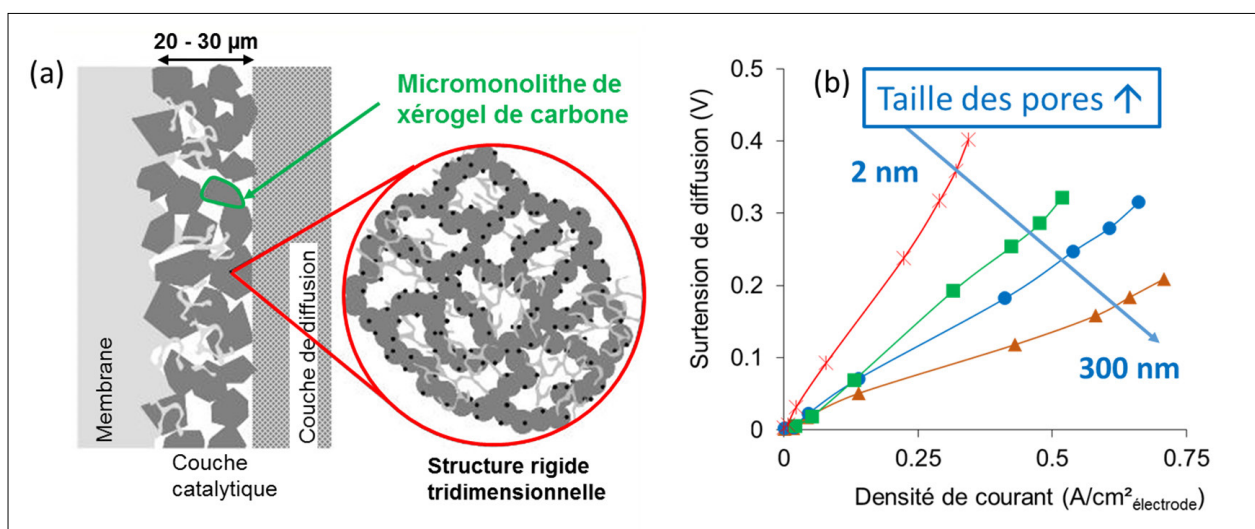 (a)
20 - 30 µm
Micromonolithe de
xérogel de carbone
Membrane
Couche de diffusion
Couche
catalytique
Structure rigide
tridimensionnelle
(b)
Taille des pores ↑
2 nm
300 nm
Surtension de diffusion (V)
0.5
0.4
0.3
0.2
0.1
0
0
0.25
0.5
0.75
Densité de courant (A/cm²électrode)